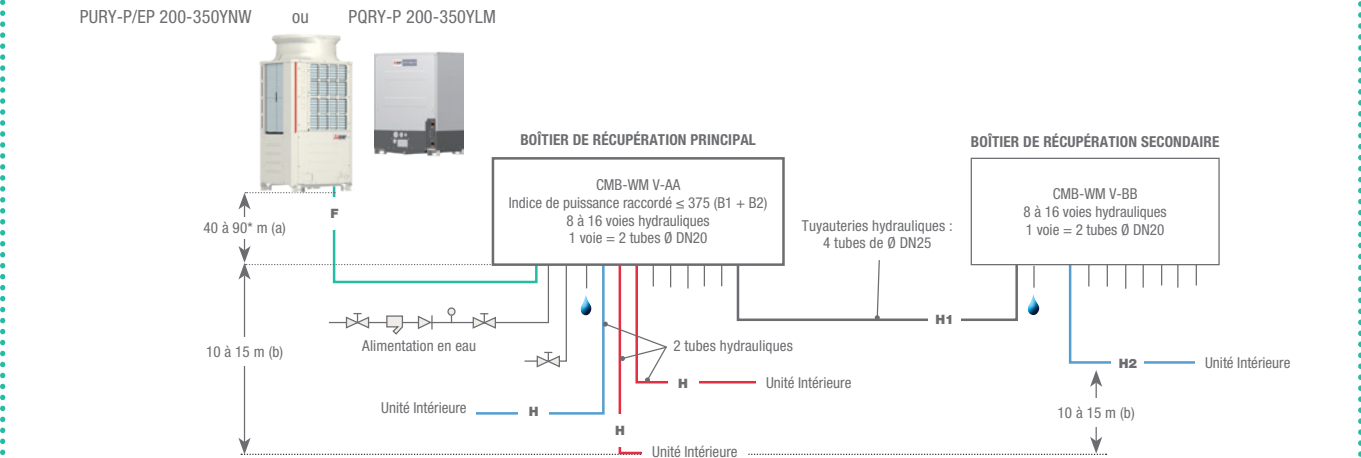 PURY-P/EP 200-350YNW ou PQRY-P 200-350YLM
BOÎTIER DE RÉCUPÉRATION PRINCIPAL
BOÎTIER DE RÉCUPÉRATION SECONDAIRE
CMB-WM V-AA
Indice de puissance raccordé ≤ 375 (B1 + B2)
8 à 16 voies hydrauliques
1 voie = 2 tubes Ø DN20
CMB-WM V-BB
8 à 16 voies hydrauliques
1 voie = 2 tubes Ø DN20
Tuyauteries hydrauliques :
4 tubes de Ø DN25
F
40 à 90* m (a)
H1
10 à 15 m (b)
Alimentation en eau
2 tubes hydrauliques
H2
Unité Intérieure
H
Unité Intérieure
Unité Intérieure
H
10 à 15 m (b)
H
Unité Intérieure